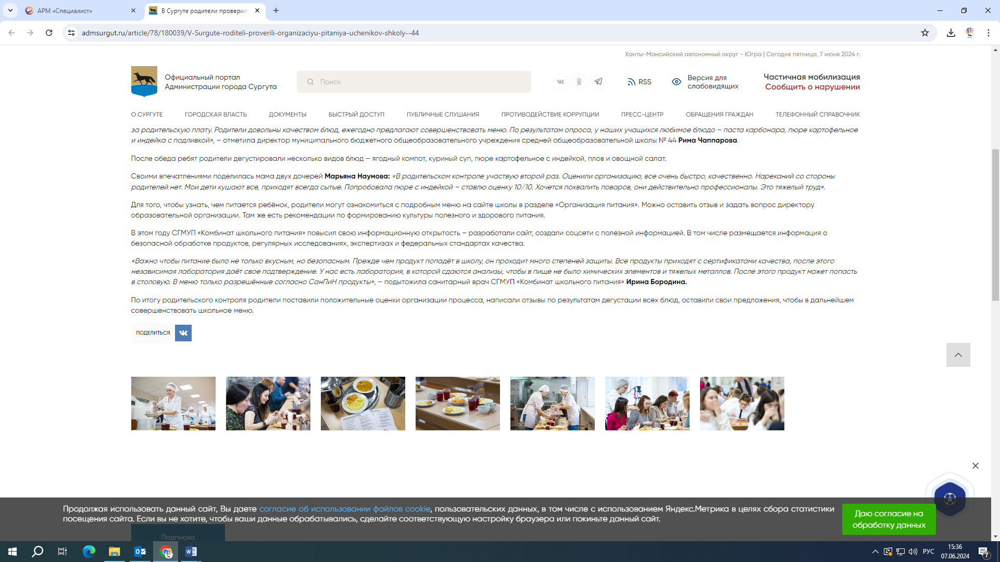 АРМ «Специалист»
В Сургуте родители проверил
admsurgut.ru/article/78/180039/V-Surgute-roditeli-proverili-organizaciyu-pitaniya-uchenikov-shkoly--44
Ханты-Мансийский автономный округ - Югра | Сегодня пятница, 7 июня 2024 г.
Официальный портал
Администрации города Сургута
Поиск
RSS
Версия для
слабовидящих
Частичная мобилизация
Сообщить о нарушении
О СУРГУТЕ ГОРОДСКАЯ ВЛАСТЬ ДОКУМЕНТЫ БЫСТРЫЙ ДОСТУП ПУБЛИЧНЫЕ СЛУШАНИЯ ПРОТИВОДЕЙСТВИЕ КОРРУПЦИИ ПРЕСС-ЦЕНТР ОБРАЩЕНИЯ ГРАЖДАН ТЕЛЕФОННЫЙ СПРАВОЧНИК
за родительскую плату. Родители довольны качеством блюд, ежегодно предлагают совершенствовать меню. По результатам опроса, у наших учащихся любимое блюдо – паста карбонара, пюре картофельное
и индейка с подливкой», – отметила директор муниципального бюджетного общеобразовательного учреждения средней общеобразовательной школы № 44 Рима Чаппарова.
После обеда ребят родители дегустировали несколько видов блюд – ягодный компот, куриный суп, пюре картофельное с индейкой, плов и овощной салат.
Своими впечатлениями поделилась мама двух дочерей Марьяна Наумова: «В родительском контроле участвую второй раз. Оценили организацию, все очень быстро, качественно. Нареканий со стороны
родителей нет. Мои дети кушают все, приходят всегда сытые. Попробовала пюре с индейкой – ставлю оценку 10/10. Хочется похвалить поваров, они действительно профессионалы. Это тяжелый труд».
Для того, чтобы узнать, чем питается ребёнок, родители могут ознакомиться с подробным меню на сайте школы в разделе «Организация питания». Можно оставить отзыв и задать вопрос директору
образовательной организации. Там же есть рекомендации по формированию культуры полезного и здорового питания.
В этом году СГМУП «Комбинат школьного питания» повысил свою информационную открытость – разработали сайт, создали соцсети с полезной информацией. В том числе размещается информация о
безопасной обработке продуктов, регулярных исследованиях, экспертизах и федеральных стандартах качества.
«Важно чтобы питание было не только вкусным, но безопасным. Прежде чем продукт попадёт в школу, он проходит много степеней защиты. Все продукты приходят с сертификатами качества, после этого
независимая лаборатория даёт свое подтверждение. У нас есть лаборатория, в которой сдаются анализы, чтобы в пище не было химических элементов и тяжелых металлов. После этого продукт может попасть
в столовую. В меню только разрешённые согласно СанПиН продукты», – подытожила санитарный врач СГМУП «Комбинат школьного питания» Ирина Бородина.
По итогу родительского контроля родители поставили положительные оценки организации процесса, написали отзывы по результатам дегустации всех блюд, оставили свои предложения, чтобы в дальнейшем
совершенствовать школьное меню.
ПОДЕЛИТЬСЯ
Продолжая использовать данный сайт, Вы даете согласие об использовании файлов cookie, пользовательских данных, в том числе с использованием Яндекс.Метрика в целях сбора статистики
посещения сайта. Если вы не хотите, чтобы ваши данные обрабатывались, сделайте соответствующую настройку браузера или покиньте данный сайт.
Даю согласие на
обработку данных
Подписка
РУС
15:36
07.06.2024
7